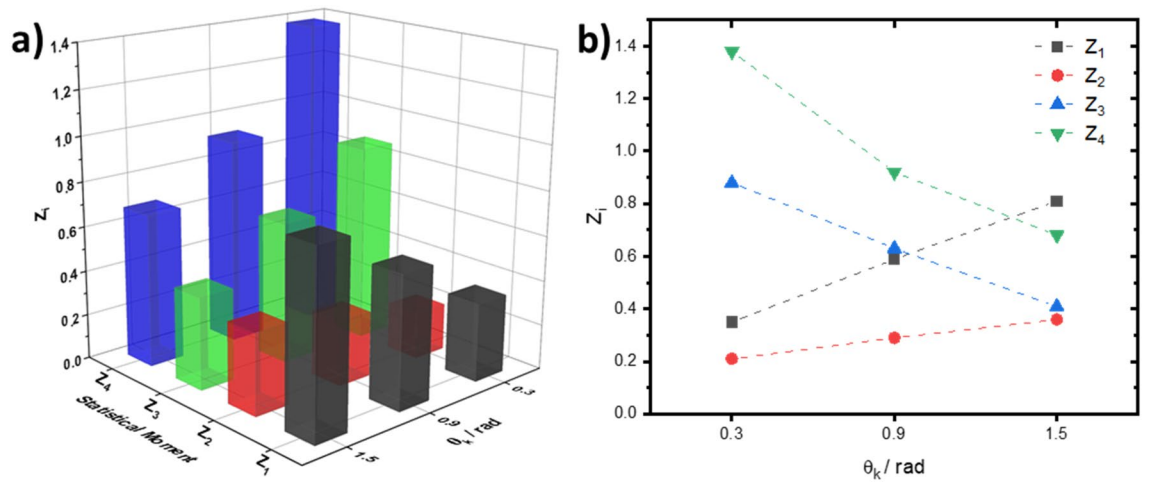 a)
1.4
1.2
1.0
0.8
0.6
0.4
0.2
0.0
Zi
Z4
Z3
Z2
Z1
Statistical Moment
1.5
0.9
0.3
θk / rad
b)
1.4
1.2
1.0
0.8
0.6
0.4
0.2
0.0
Zi
0.3 0.9 1.5
θk / rad
Z1
Z2
Z3
Z4